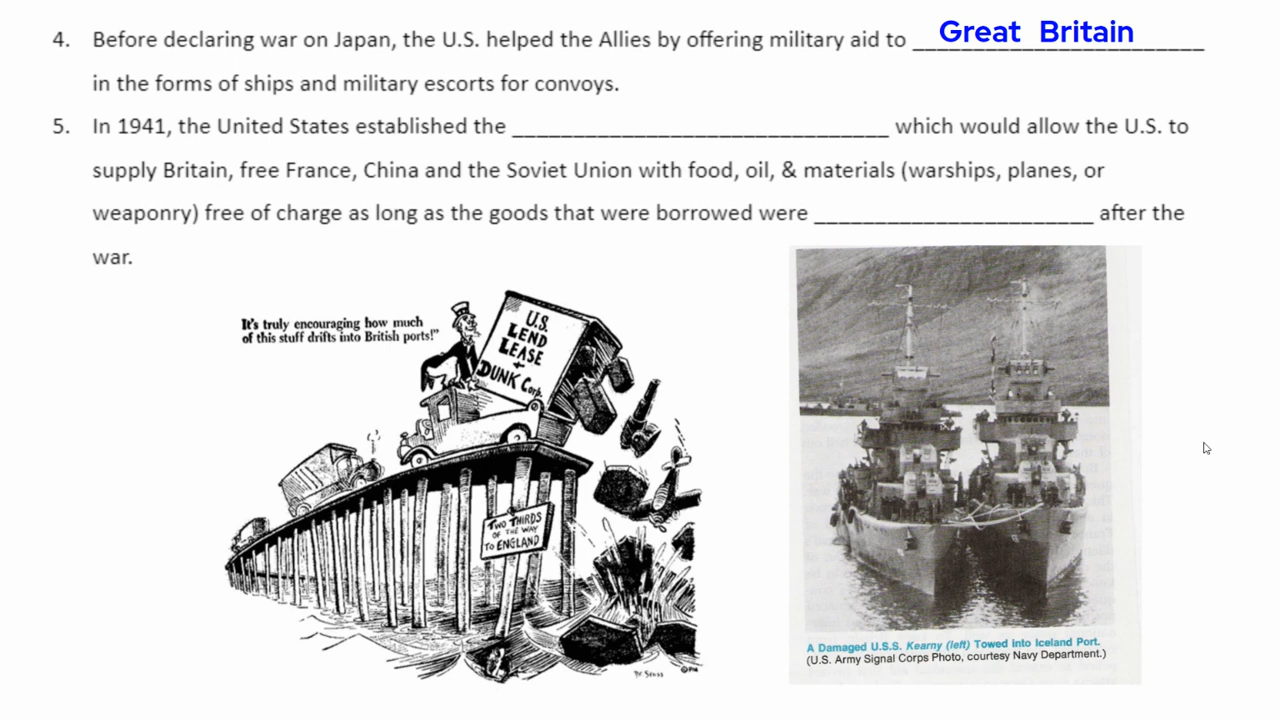 Great Britain
4. Before declaring war on Japan, the U.S. helped the Allies by offering military aid to __________________________
in the forms of ships and military escorts for convoys.
5. In 1941, the United States established the _________________________________ which would allow the U.S. to
supply Britain, free France, China and the Soviet Union with food, oil, & materials (warships, planes, or
weaponry) free of charge as long as the goods that were borrowed were ________________________ after the
war.
It's truly encouraging how much
of this stuff drifts into British ports!"
U.S.
LEND
LEASE
+
DUNK Corp.
TWO THIRDS
OF THE WAY
TO ENGLAND
Dr. Seuss
©PM
A Damaged U.S.S. Kearny (left) Towed into Iceland Port.
(U.S. Army Signal Corps Photo, courtesy Navy Department.)